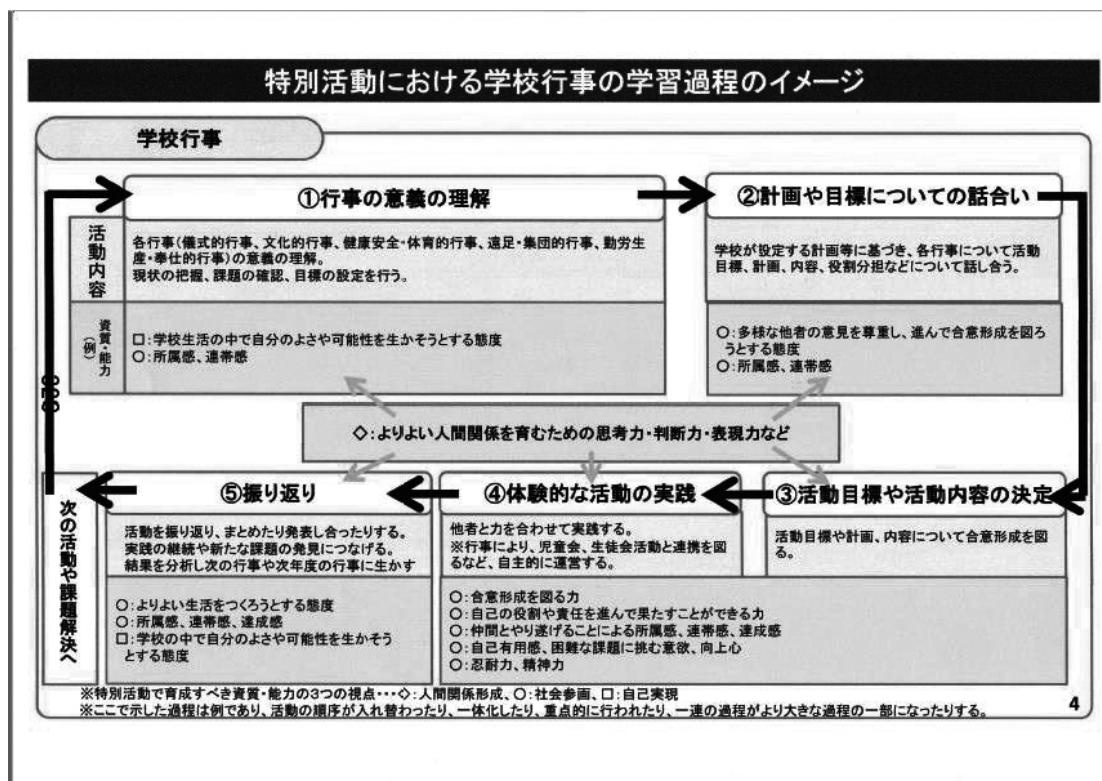 特別活動における学校行事の学習過程のイメージ
学校行事
①行事の意義の理解
活動内容
各行事(儀式的行事、文化的行事、健康安全・体育的行事、遠足・集団的行事、勤労生
産・奉仕的行事)の意義の理解。
現状の把握、課題の確認、目標の設定を行う。
資質・能力
(例)
□:学校生活の中で自分のよさや可能性を生かそうとする態度
○:所属感、連帯感
②計画や目標についての話合い
学校が設定する計画等に基づき、各行事について活動
目標、計画、内容、役割分担などについて話し合う。
○:多様な他者の意見を尊重し、進んで合意形成を図ろ
うとする態度
○:所属感、連帯感
◇:よりよい人間関係を育むための思考力・判断力・表現力など
③活動目標や活動内容の決定
活動目標や計画、内容について合意形成を図
る。
④体験的な活動の実践
他者と力を合わせて実践する。
※行事により、児童会、生徒会活動と連携を図
るなど、自主的に運営する。
○:合意形成を図る力
○:自己の役割や責任を進んで果たすことができる力
○:仲間とやり遂げることによる所属感、連帯感、達成感
○:自己有用感、困難な課題に挑む意欲、向上心
○:忍耐力、精神力
⑤振り返り
活動を振り返り、まとめたり発表し合ったりする。
実践の継続や新たな課題の発見につなげる。
結果を分析し次の行事や次年度の行事に生かす
○:よりよい生活をつくろうとする態度
○:所属感、連帯感、達成感
□:学校の中で自分のよさや可能性を生かそう
とする態度
次の活動や課題解決へ
※特別活動で育成すべき資質・能力の3つの視点・・・◇:人間関係形成、○:社会参画、□:自己実現
※ここで示した過程は例であり、活動の順序が入れ替わったり、一体化したり、重点的に行われたり、一連の過程がより大きな過程の一部になったりする。
4